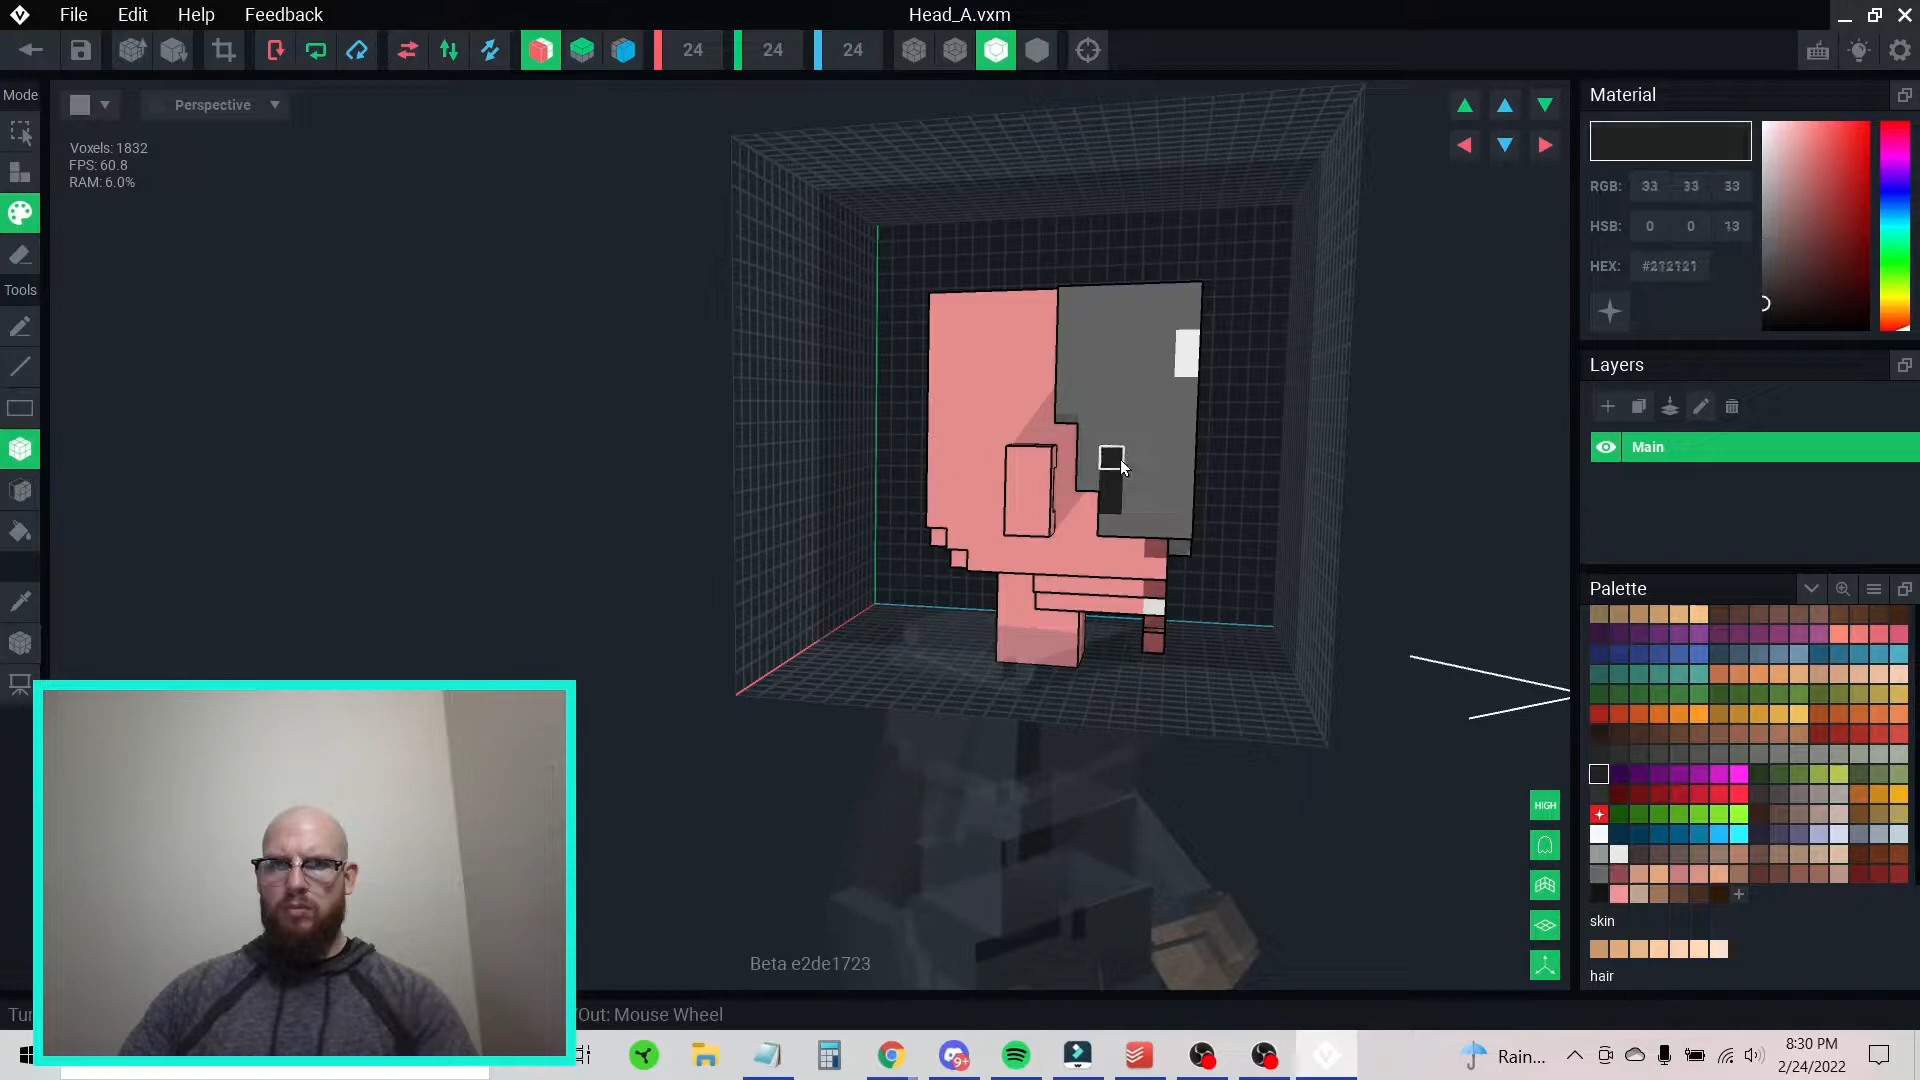 File Edit Help Feedback
Head_A.vxm
24 24 24
Mode
Perspective
Voxels: 1832
FPS: 60.8
RAM: 6.0%
Tools
Material
RGB: 33 33 33
HSB: 0 0 13
HEX: #212121
Layers
Main
Palette
HIGH
skin
hair
Beta e2de1723
/Out: Mouse Wheel
9+
Rain...
8:30 PM
2/24/2022